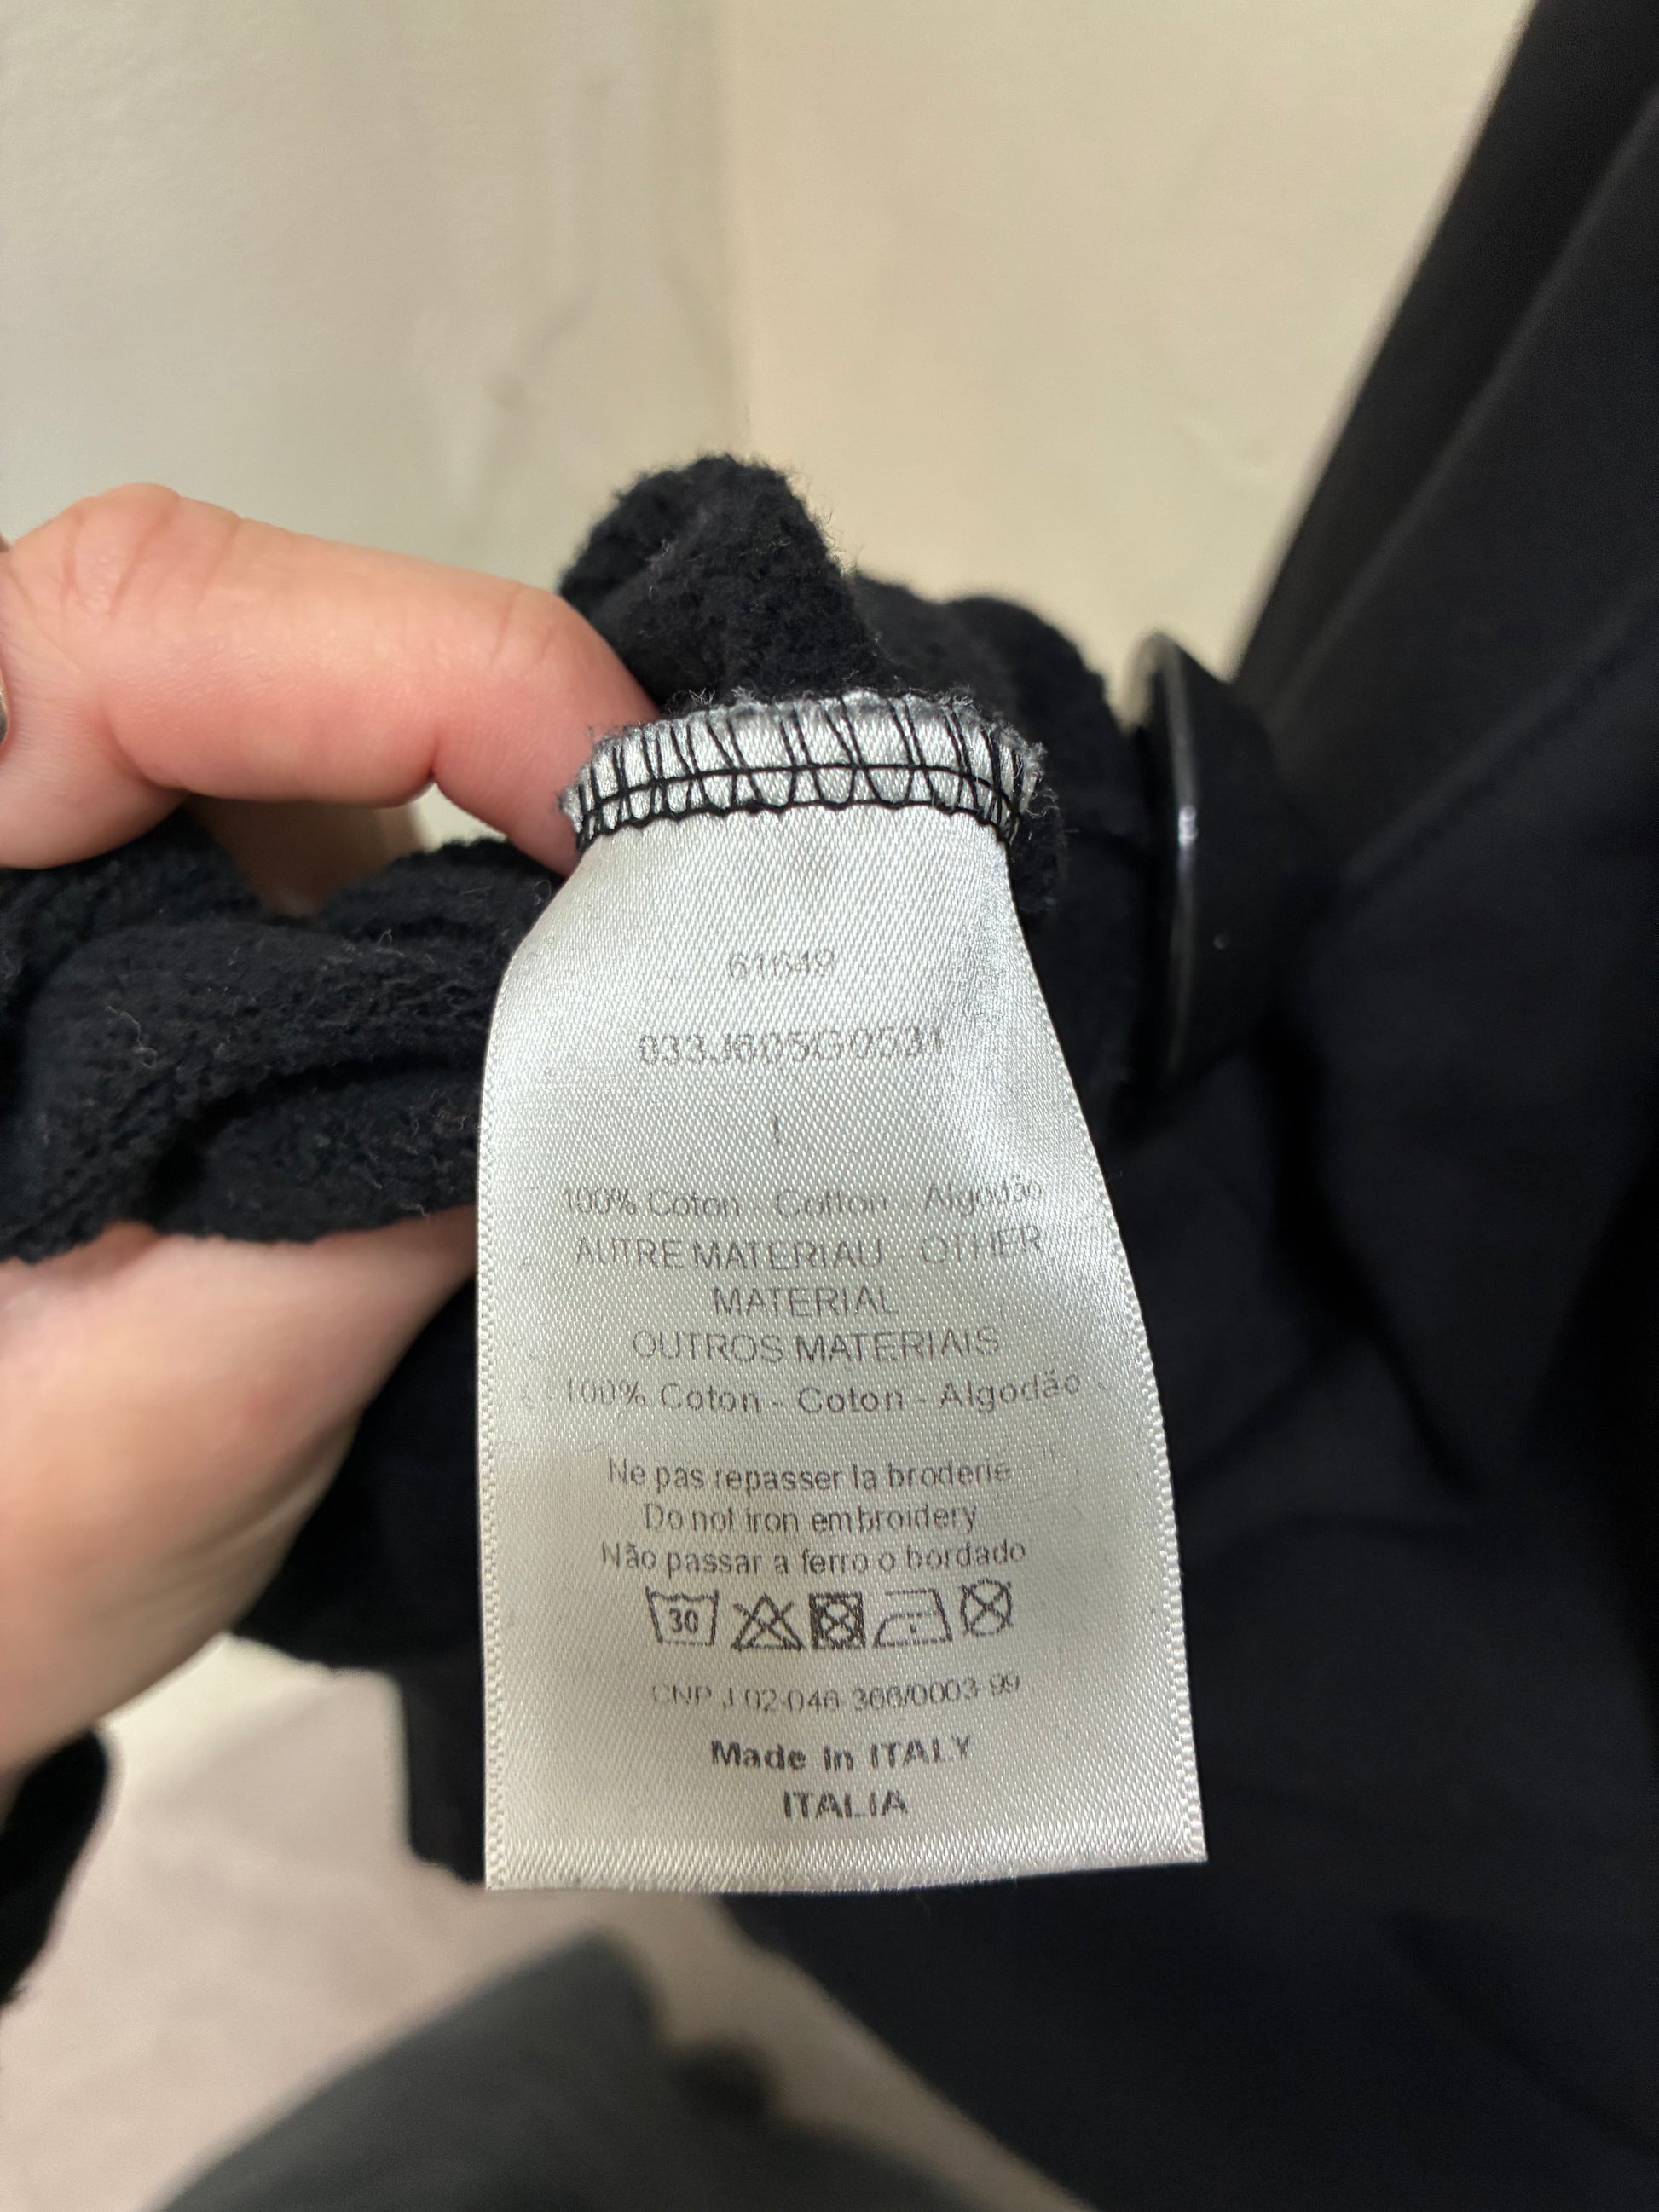 61649
033J605G0531
1
100% Coton - Cotton - Algodão
AUTRE MATERIAU - OTHER
MATERIAL
OUTROS MATERIAIS
100% Coton - Coton - Algodão
Ne pas repasser la broderie
Do not iron embroidery
Não passar a ferro o bordado
30
CNPJ 02-046-366/0003-99
Made in ITALY
ITALIA